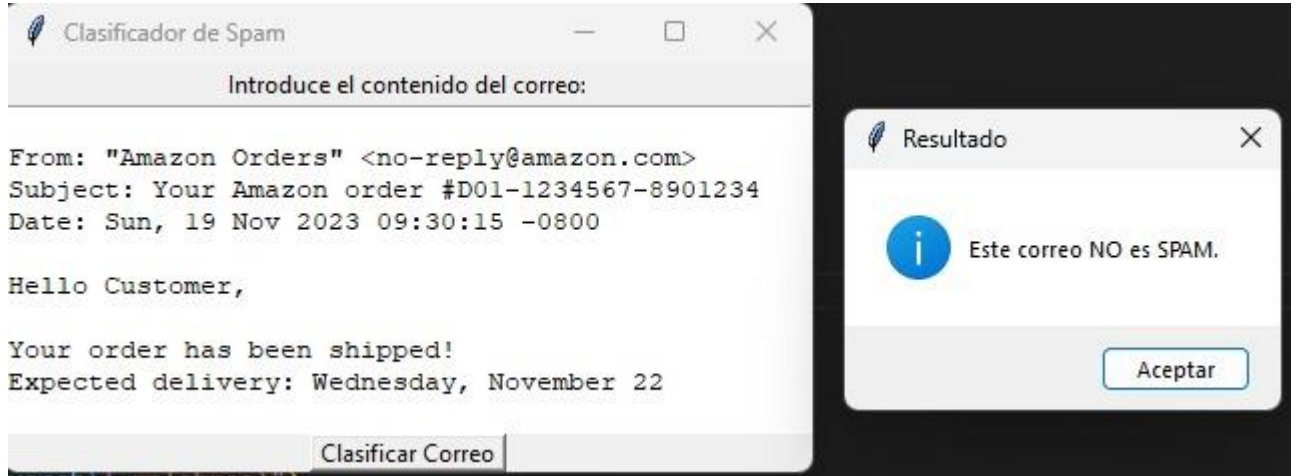 Clasificador de Spam
Introduce el contenido del correo:
From: "Amazon Orders" <no-reply@amazon.com>
Subject: Your Amazon order #D01-1234567-8901234
Date: Sun, 19 Nov 2023 09:30:15 -0800
Hello Customer,
Your order has been shipped!
Expected delivery: Wednesday, November 22
Clasificar Correo
Resultado
Este correo NO es SPAM.
Aceptar